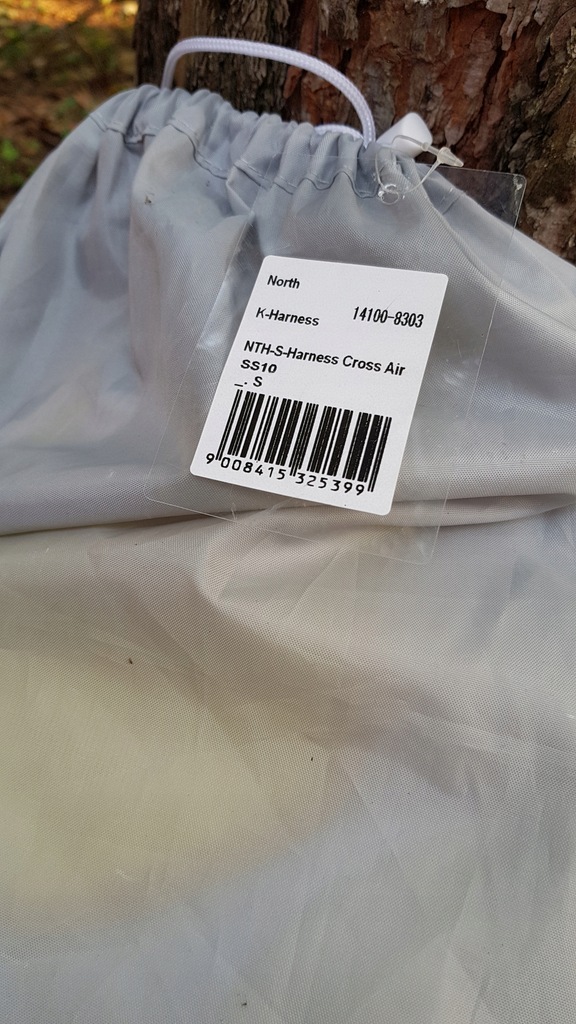 North
K-Harness 14100-8303
NTH-S-Harness Cross Air
SS10
_. S
9 008415 325399